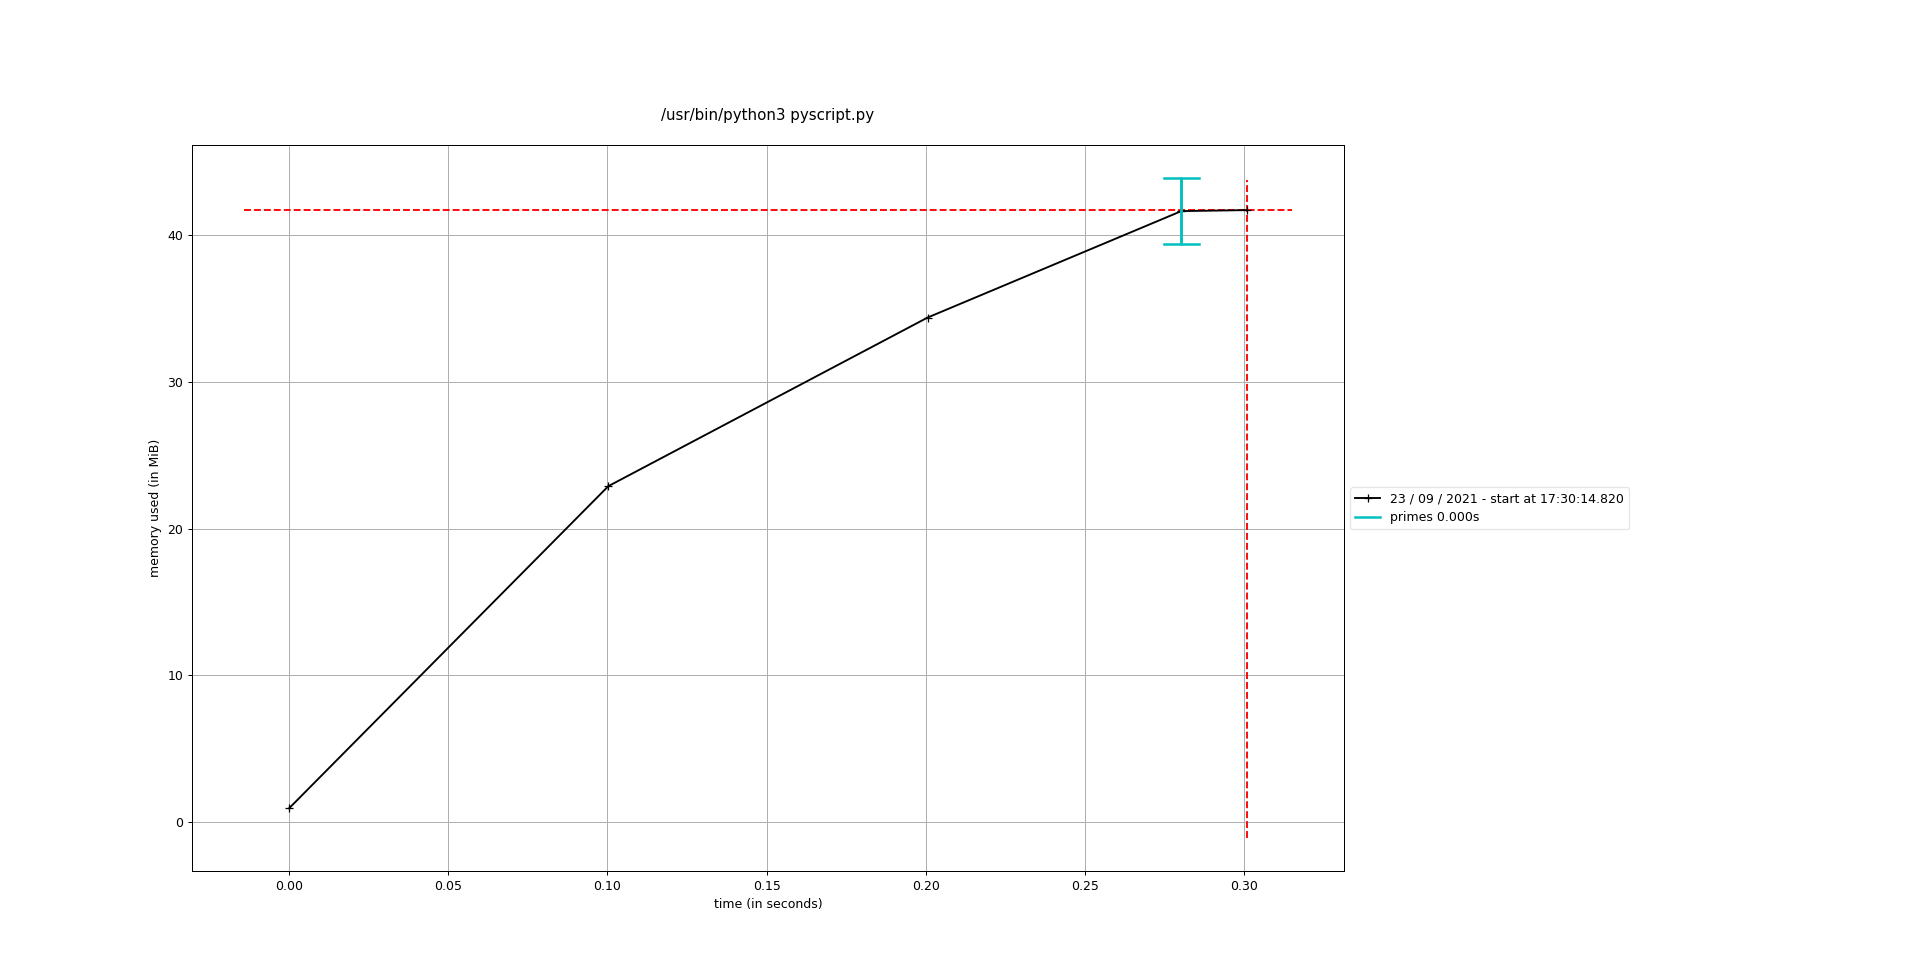 /usr/bin/python3 pyscript.py
memory used (in MiB)
40
30
20
10
0
0.00 0.05 0.10 0.15 0.20 0.25 0.30
time (in seconds)
23 / 09 / 2021 - start at 17:30:14.820
primes 0.000s